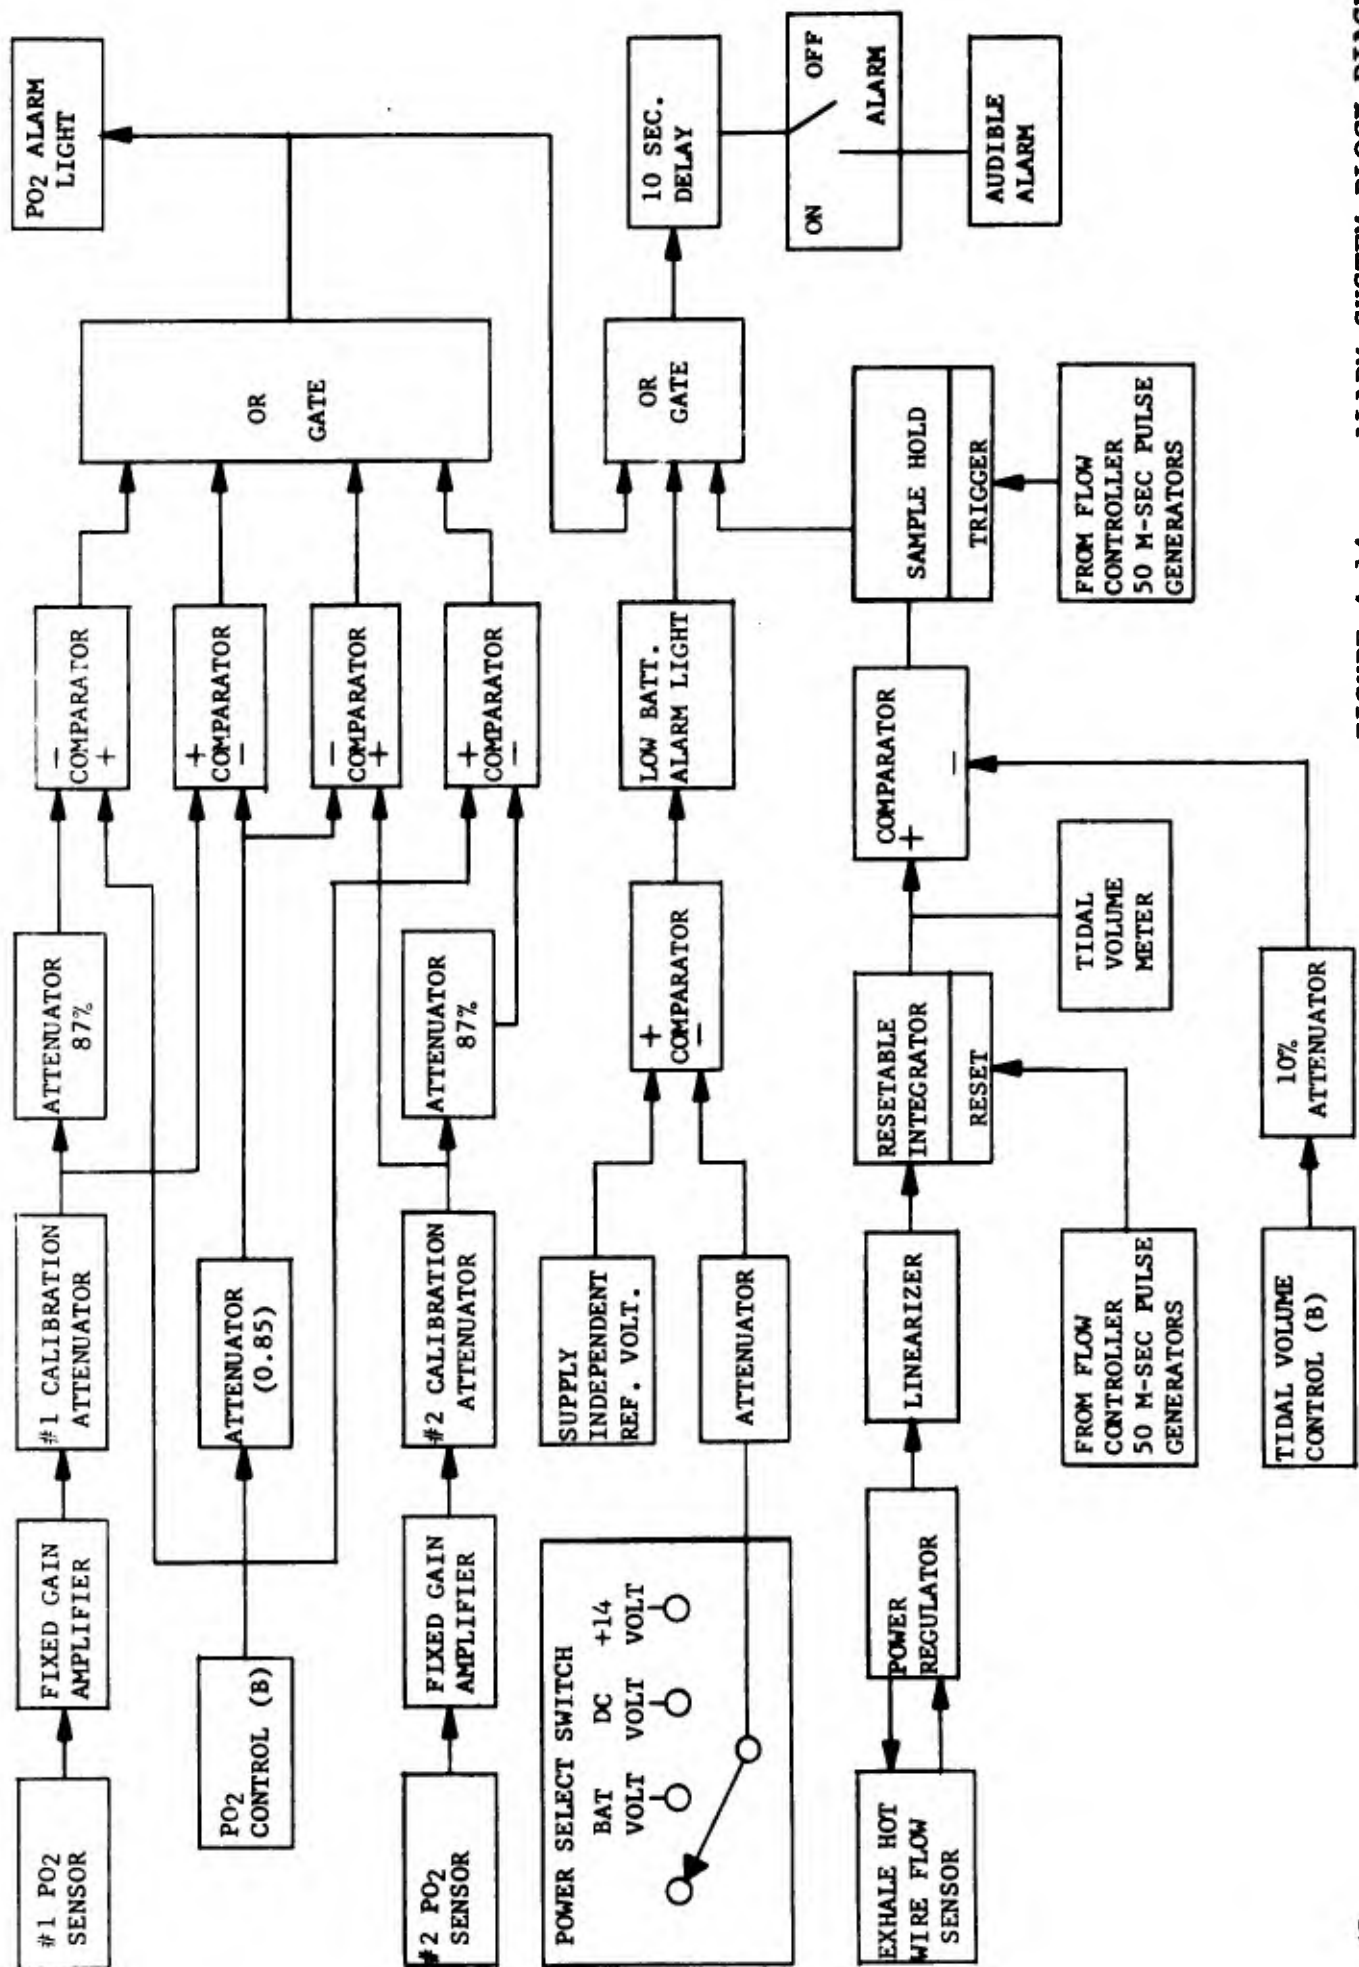 PO2 ALARM
LIGHT
10 SEC.
DELAY
ON
OFF
ALARM
AUDIBLE
ALARM
OR
GATE
OR
GATE
SAMPLE HOLD
TRIGGER
FROM FLOW
CONTROLLER
50 M-SEC PULSE
GENERATORS
-
COMPARATOR
+
+
COMPARATOR
-
-
COMPARATOR
+
+
COMPARATOR
-
LOW BATT.
ALARM LIGHT
COMPARATOR
+
-
ATTENUATOR
87%
ATTENUATOR
87%
+
COMPARATOR
-
RESETABLE
INTEGRATOR
RESET
TIDAL
VOLUME
METER
10%
ATTENUATOR
#1 CALIBRATION
ATTENUATOR
ATTENUATOR
(0.85)
#2 CALIBRATION
ATTENUATOR
SUPPLY
INDEPENDENT
REF. VOLT.
ATTENUATOR
LINEARIZER
FROM FLOW
CONTROLLER
50 M-SEC PULSE
GENERATORS
TIDAL VOLUME
CONTROL (B)
FIXED GAIN
AMPLIFIER
PO2
CONTROL (B)
FIXED GAIN
AMPLIFIER
POWER SELECT SWITCH
BAT
VOLT
DC
VOLT
+14
VOLT
POWER
REGULATOR
#1 PO2
SENSOR
#2 PO2
SENSOR
EXHALE HOT
WIRE FLOW
SENSOR